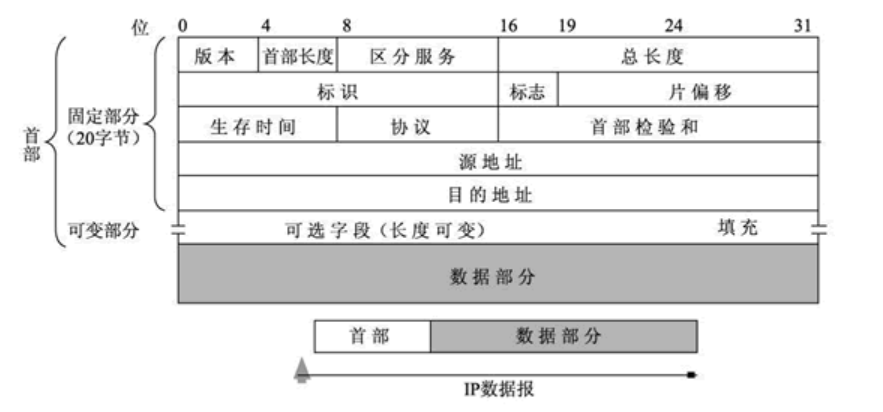 位 0 4 8 16 19 24 31
版本 首部长度 区分服务 总长度
标识 标志 片偏移
固定部分
(20字节)
首部
生存时间 协议 首部检验和
源地址
目的地址
可变部分 可选字段(长度可变) 填充
数据部分
首部 数据部分
IP数据报